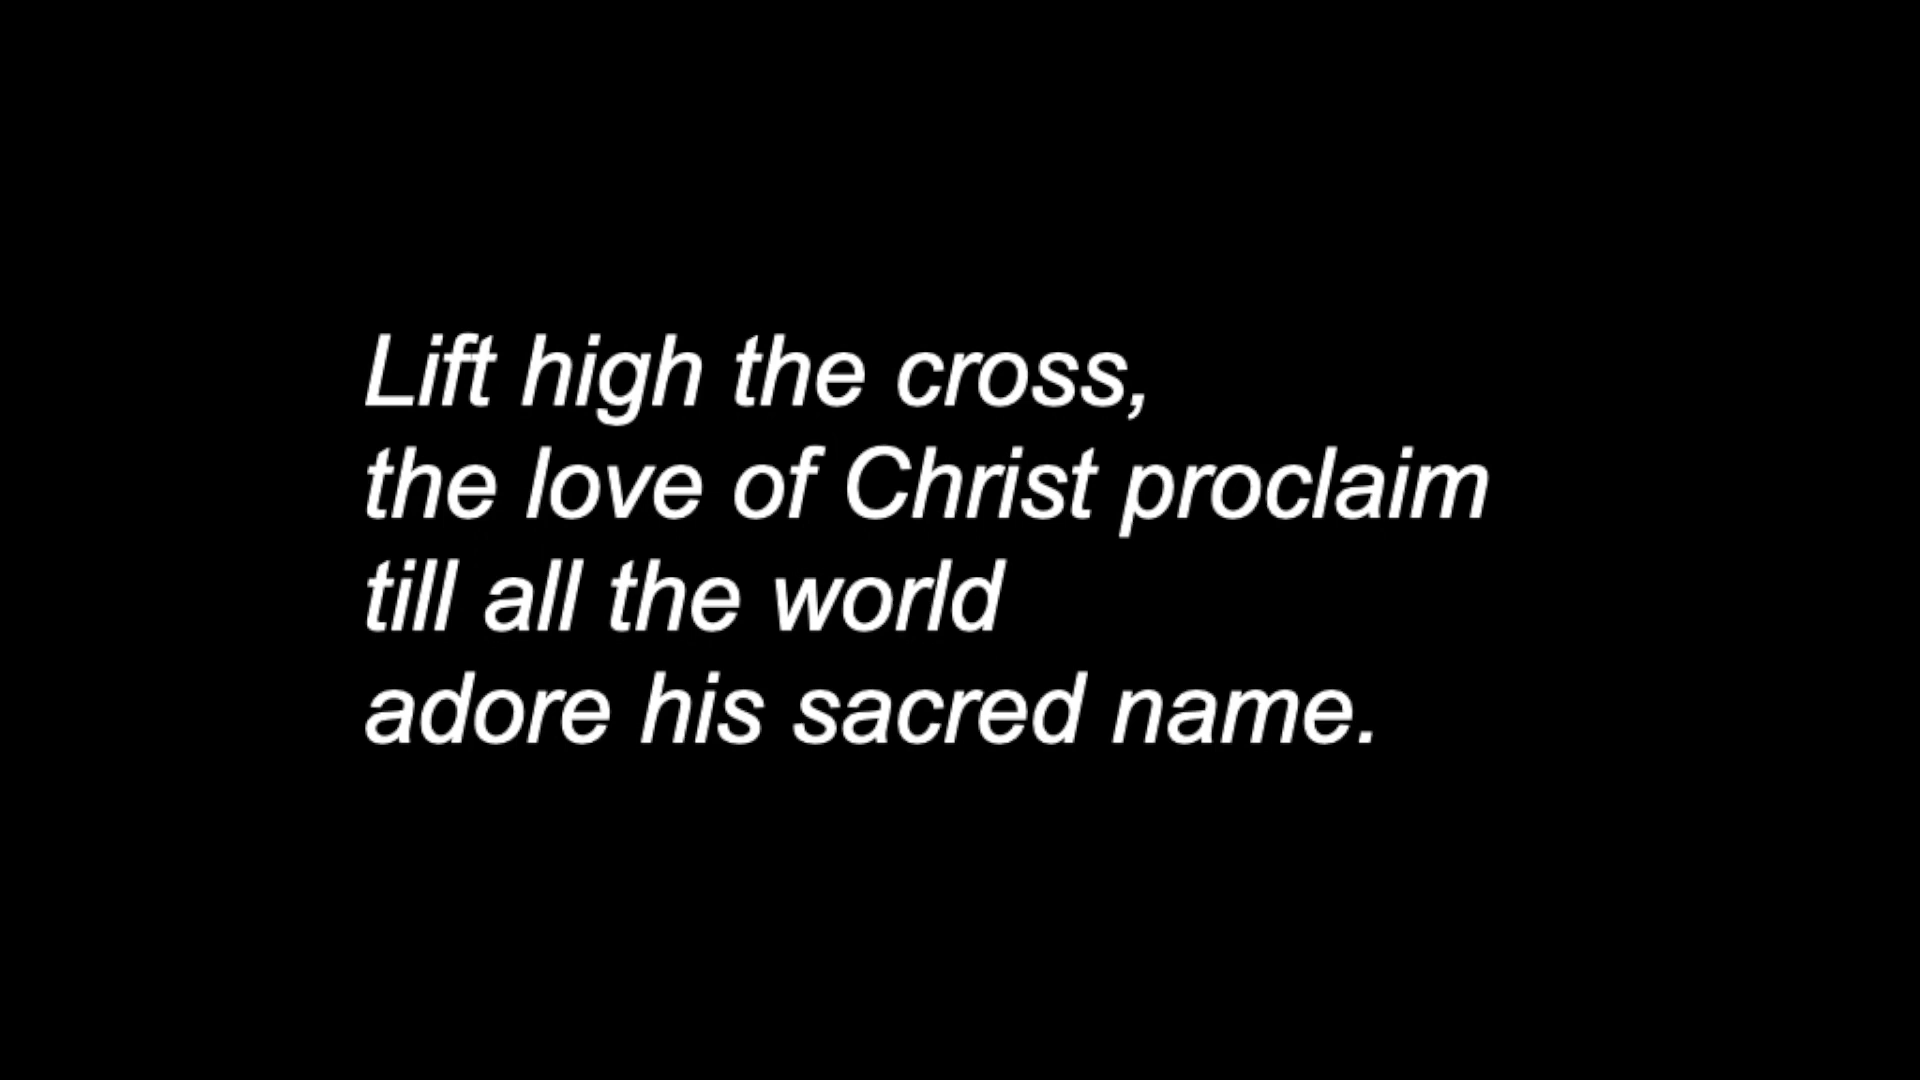 Lift high the cross,
the love of Christ proclaim
till all the world
adore his sacred name.